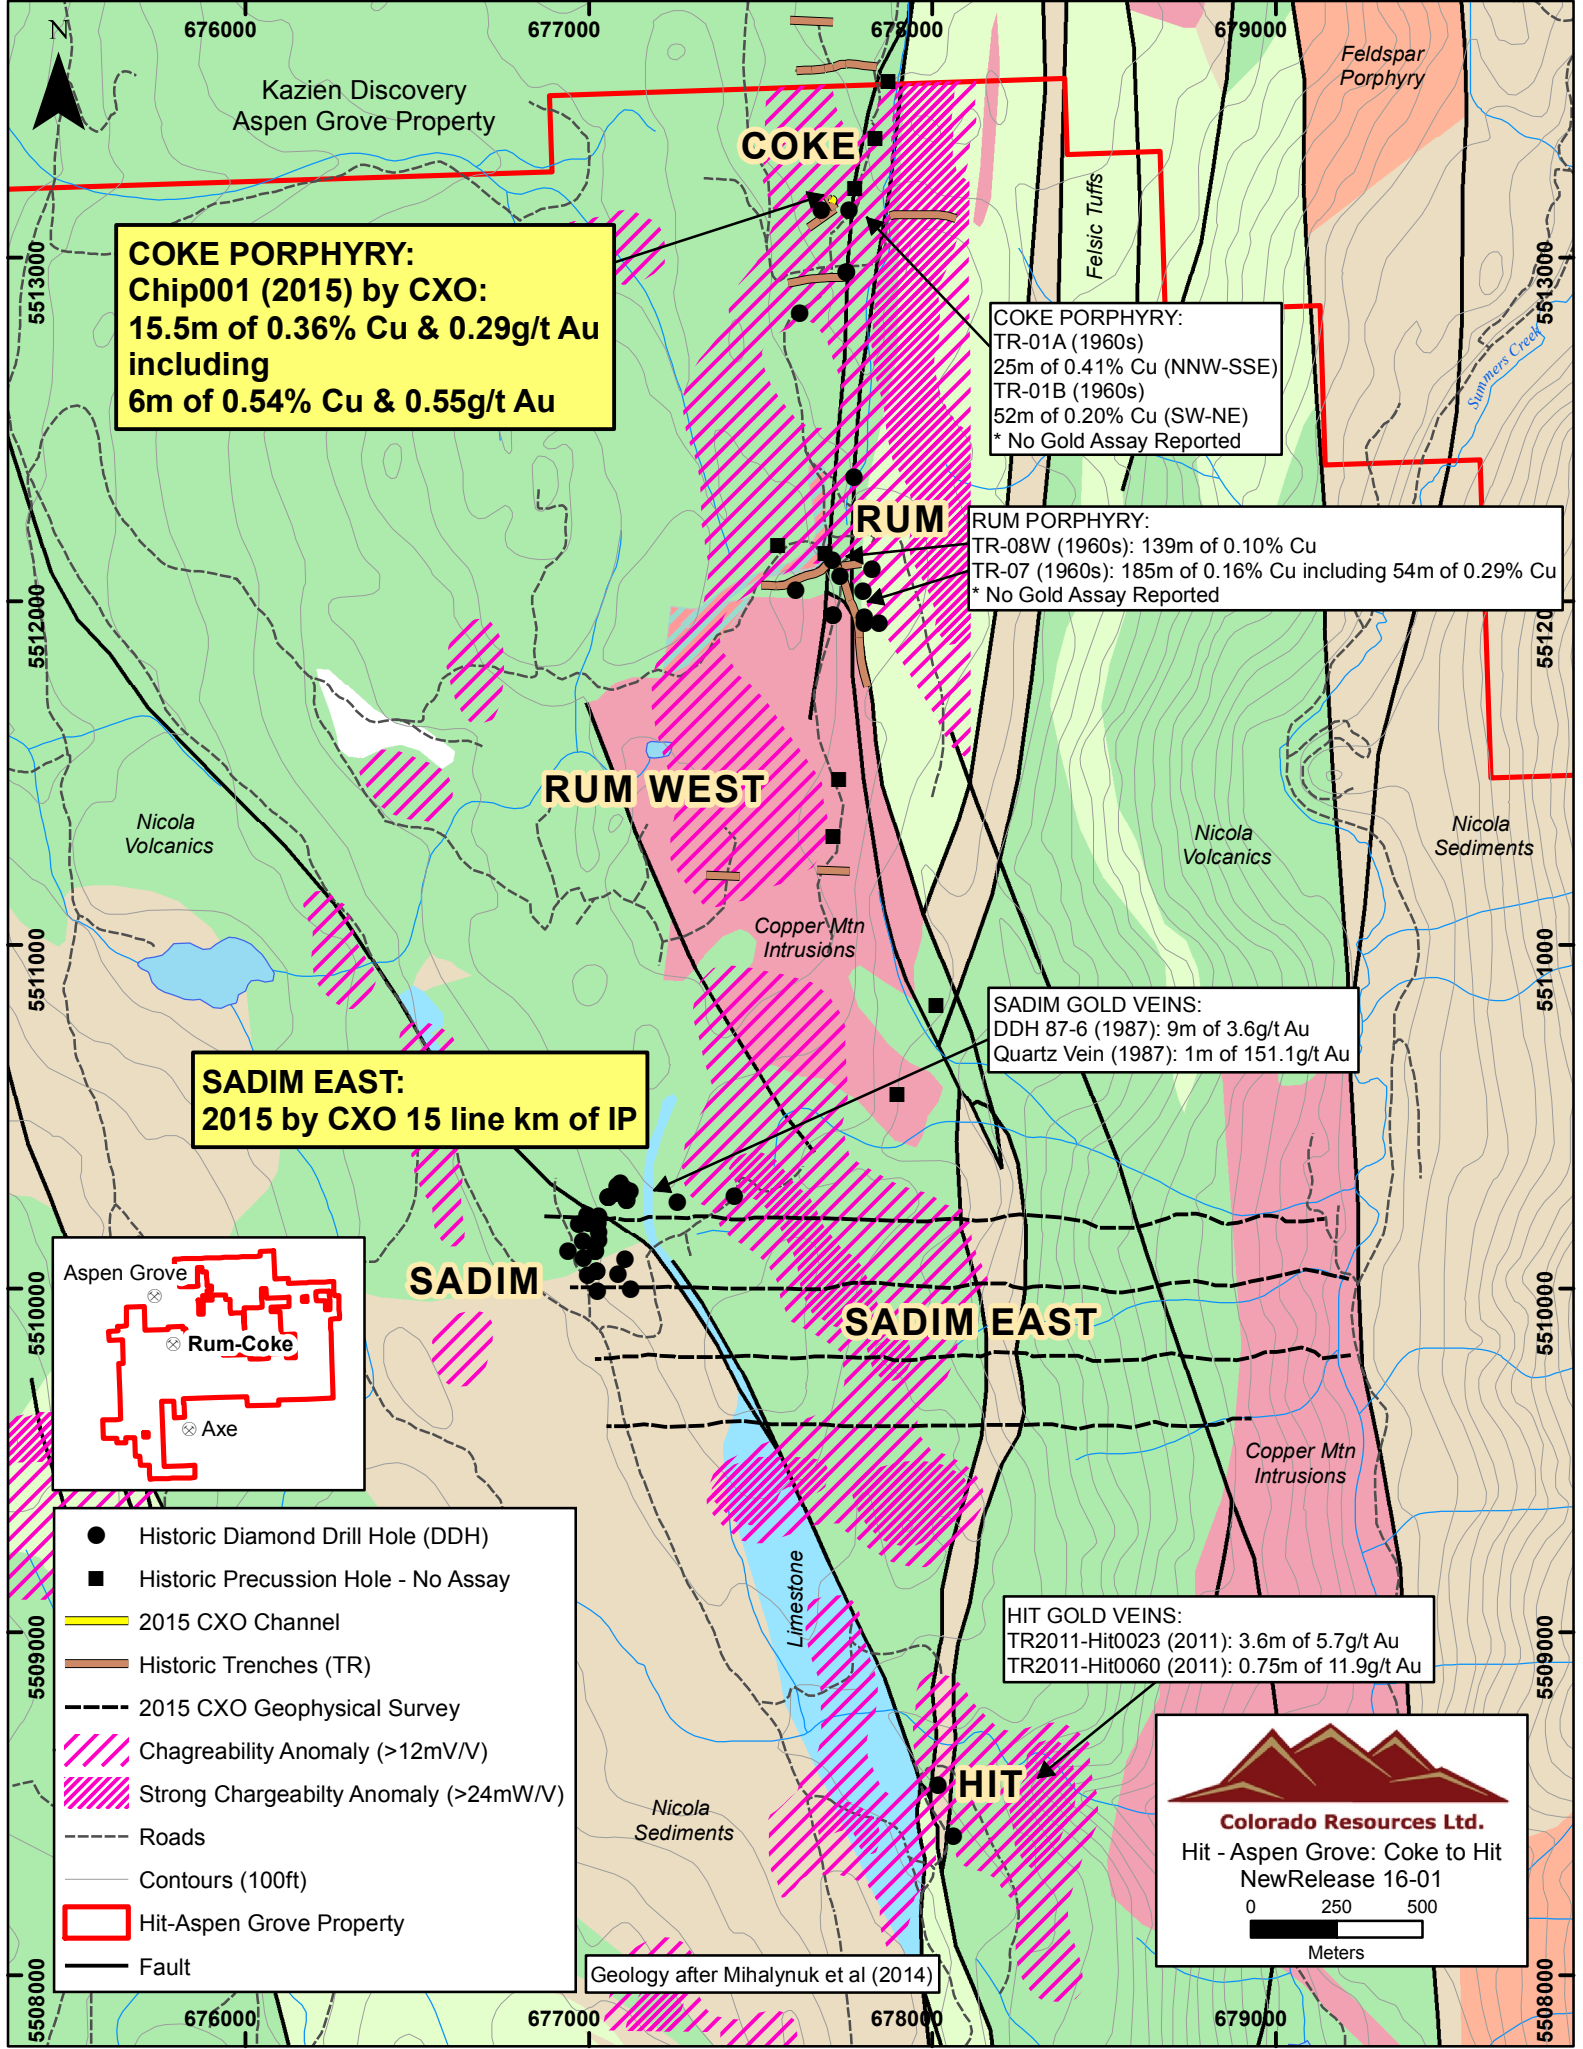 N
676000
677000
678000
679000
Kazien Discovery
Aspen Grove Property
Feldspar
Porphyry
COKE
Felsic Tuffs
5513000
5513000
COKE PORPHYRY:
Chip001 (2015) by CXO:
15.5m of 0.36% Cu & 0.29g/t Au
including
6m of 0.54% Cu & 0.55g/t Au
COKE PORPHYRY:
TR-01A (1960s)
25m of 0.41% Cu (NNW-SSE)
TR-01B (1960s)
52m of 0.20% Cu (SW-NE)
* No Gold Assay Reported
Summers Creek
RUM
RUM PORPHYRY:
TR-08W (1960s): 139m of 0.10% Cu
TR-07 (1960s): 185m of 0.16% Cu including 54m of 0.29% Cu
* No Gold Assay Reported
5512000
5512000
RUM WEST
Nicola
Volcanics
Nicola
Volcanics
Nicola
Sediments
Copper Mtn
Intrusions
5511000
5511000
SADIM GOLD VEINS:
DDH 87-6 (1987): 9m of 3.6g/t Au
Quartz Vein (1987): 1m of 151.1g/t Au
SADIM EAST:
2015 by CXO 15 line km of IP
Aspen Grove
Rum-Coke
Axe
SADIM
SADIM EAST
5510000
5510000
Copper Mtn
Intrusions
Limestone
Historic Diamond Drill Hole (DDH)
Historic Precussion Hole - No Assay
2015 CXO Channel
Historic Trenches (TR)
2015 CXO Geophysical Survey
Chagreability Anomaly (>12mV/V)
Strong Chargeabilty Anomaly (>24mW/V)
Roads
Contours (100ft)
Hit-Aspen Grove Property
Fault
5509000
5509000
HIT GOLD VEINS:
TR2011-Hit0023 (2011): 3.6m of 5.7g/t Au
TR2011-Hit0060 (2011): 0.75m of 11.9g/t Au
HIT
Nicola
Sediments
Colorado Resources Ltd.
Hit - Aspen Grove: Coke to Hit
NewRelease 16-01
0 250 500
Meters
Geology after Mihalynuk et al (2014)
5508000
5508000
676000
677000
678000
679000